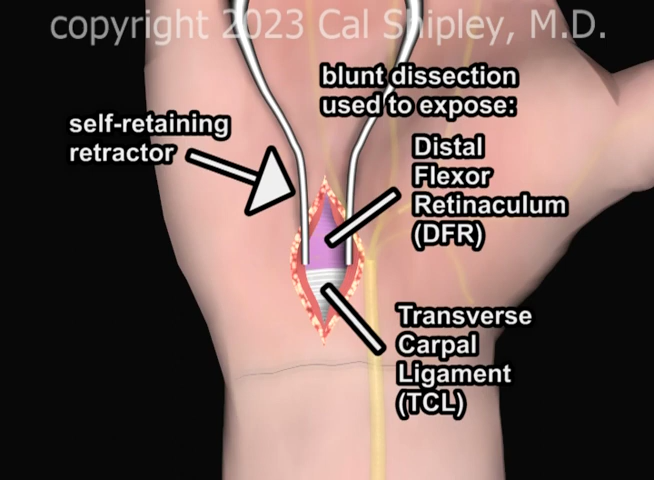 copyright 2023 Cal Shipley, M.D.
blunt dissection
used to expose:
self-retaining
retractor
Distal
Flexor
Retinaculum
(DFR)
Transverse
Carpal
Ligament
(TCL)